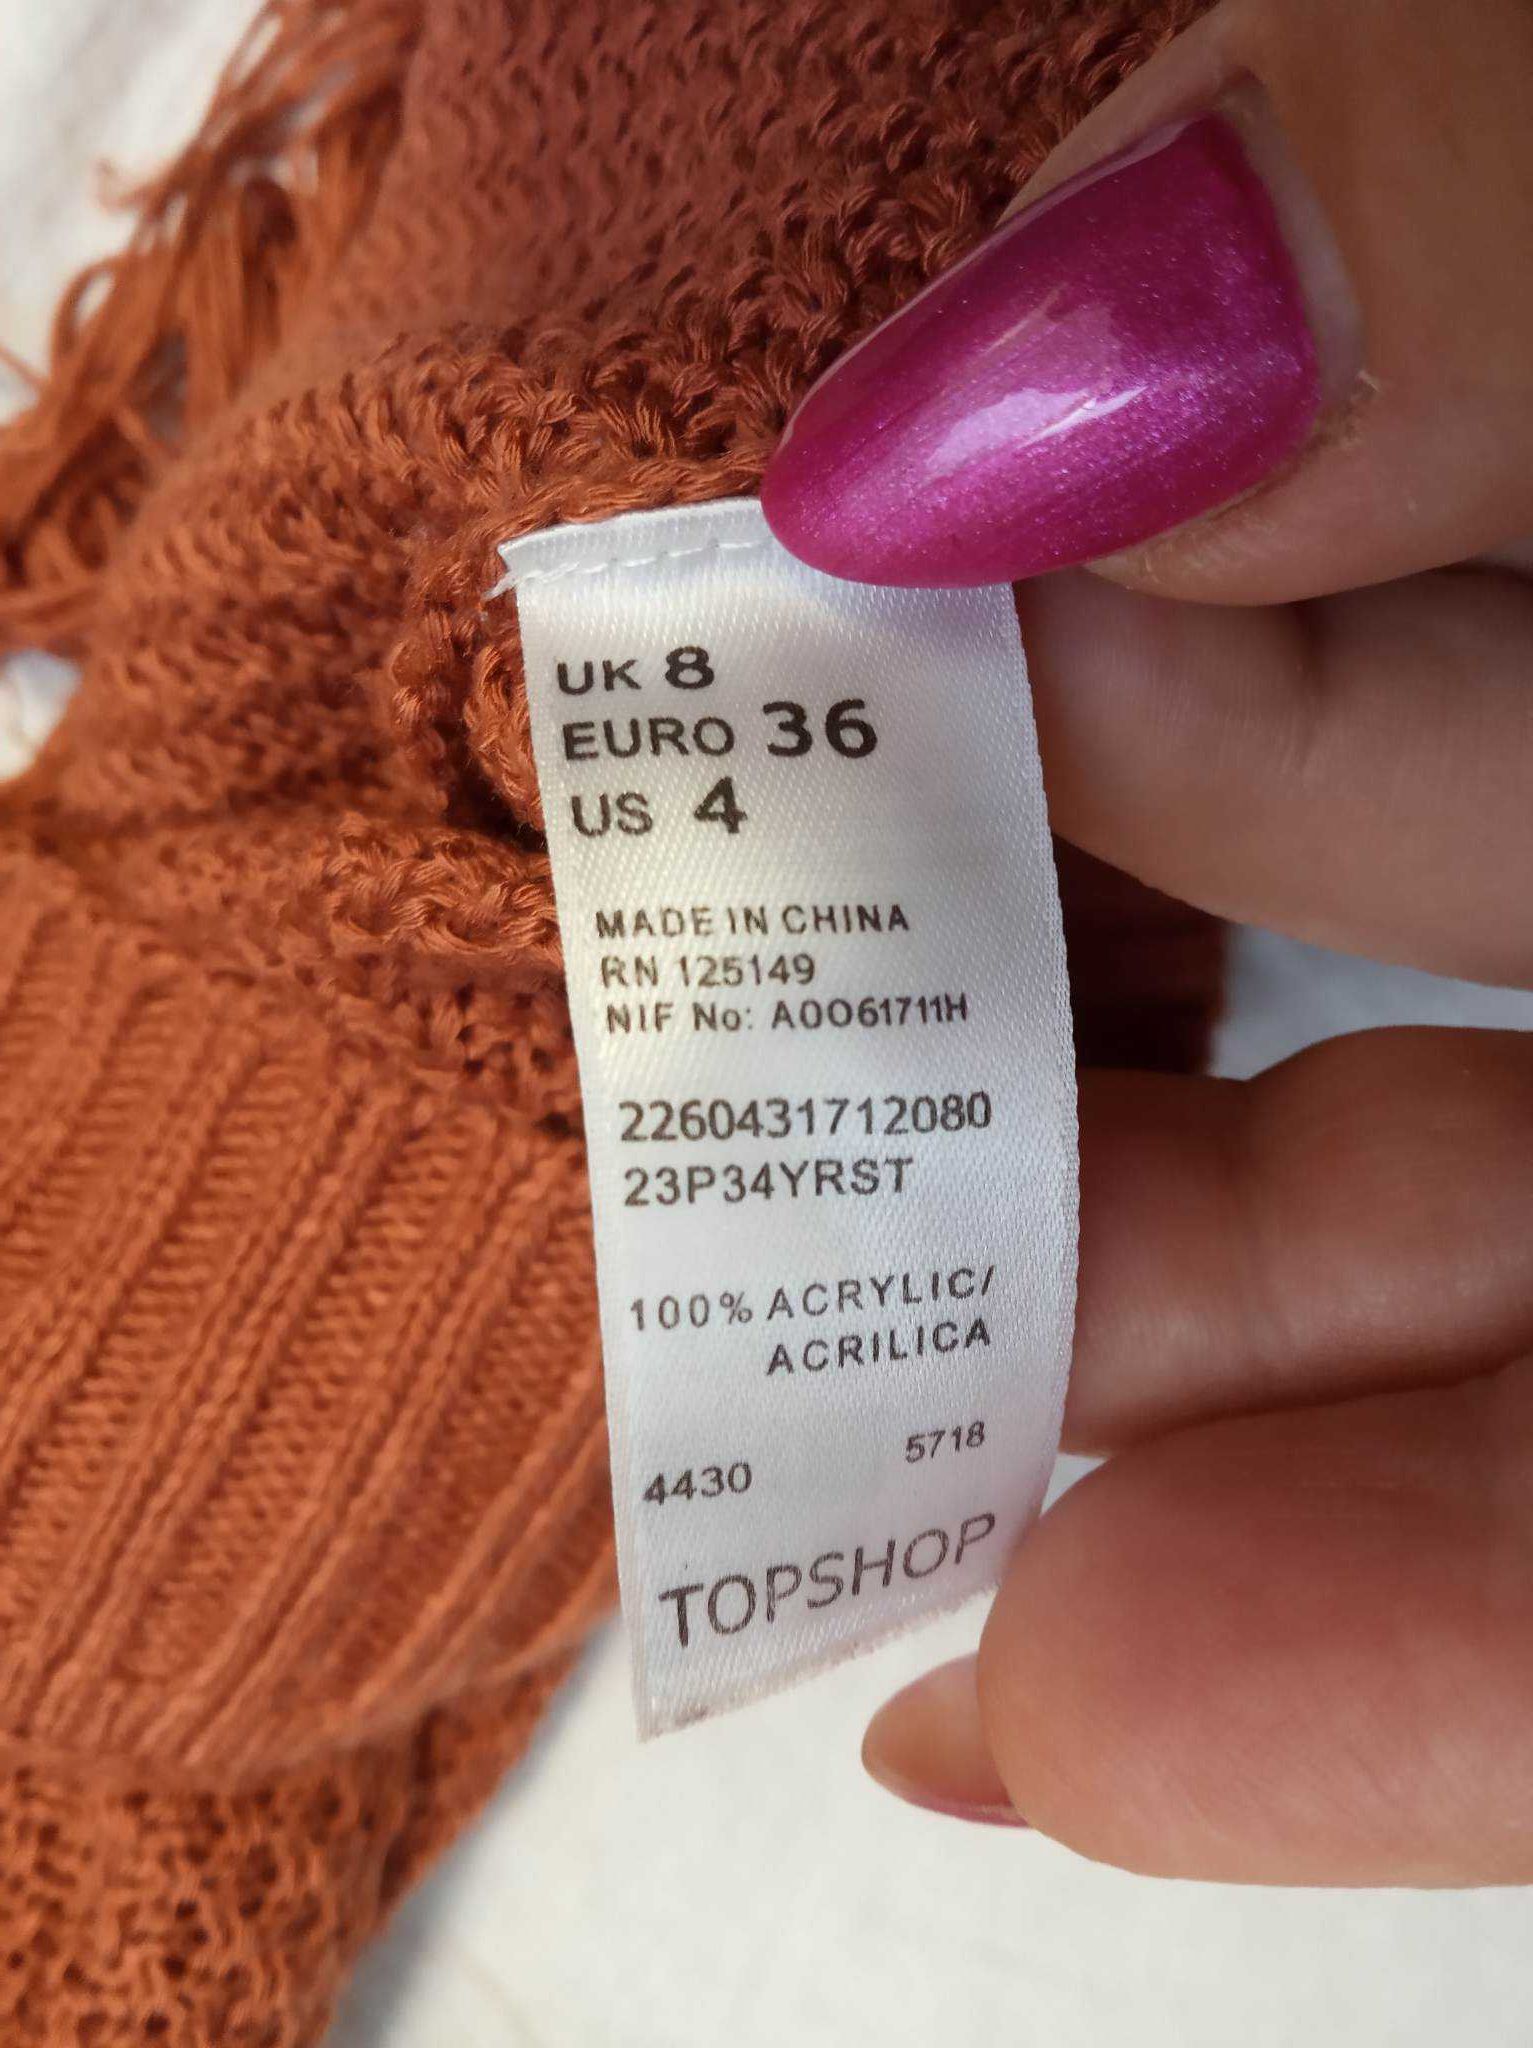 UK 8
EURO 36
US 4
MADE IN CHINA
RN 125149
NIF No: A0061711H
2260431712080
23P34YRST
100% ACRYLIC/
ACRILICA
4430 5718
TOPSHOP